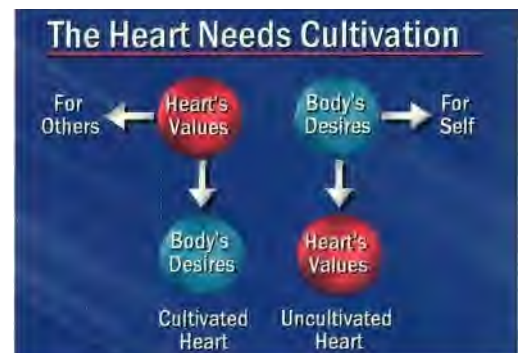 The Heart Needs Cultivation
For
Others
Heart's
Values
Body's
Desires
For
Self
Body's
Desires
Heart's
Values
Cultivated
Heart
Uncultivated
Heart